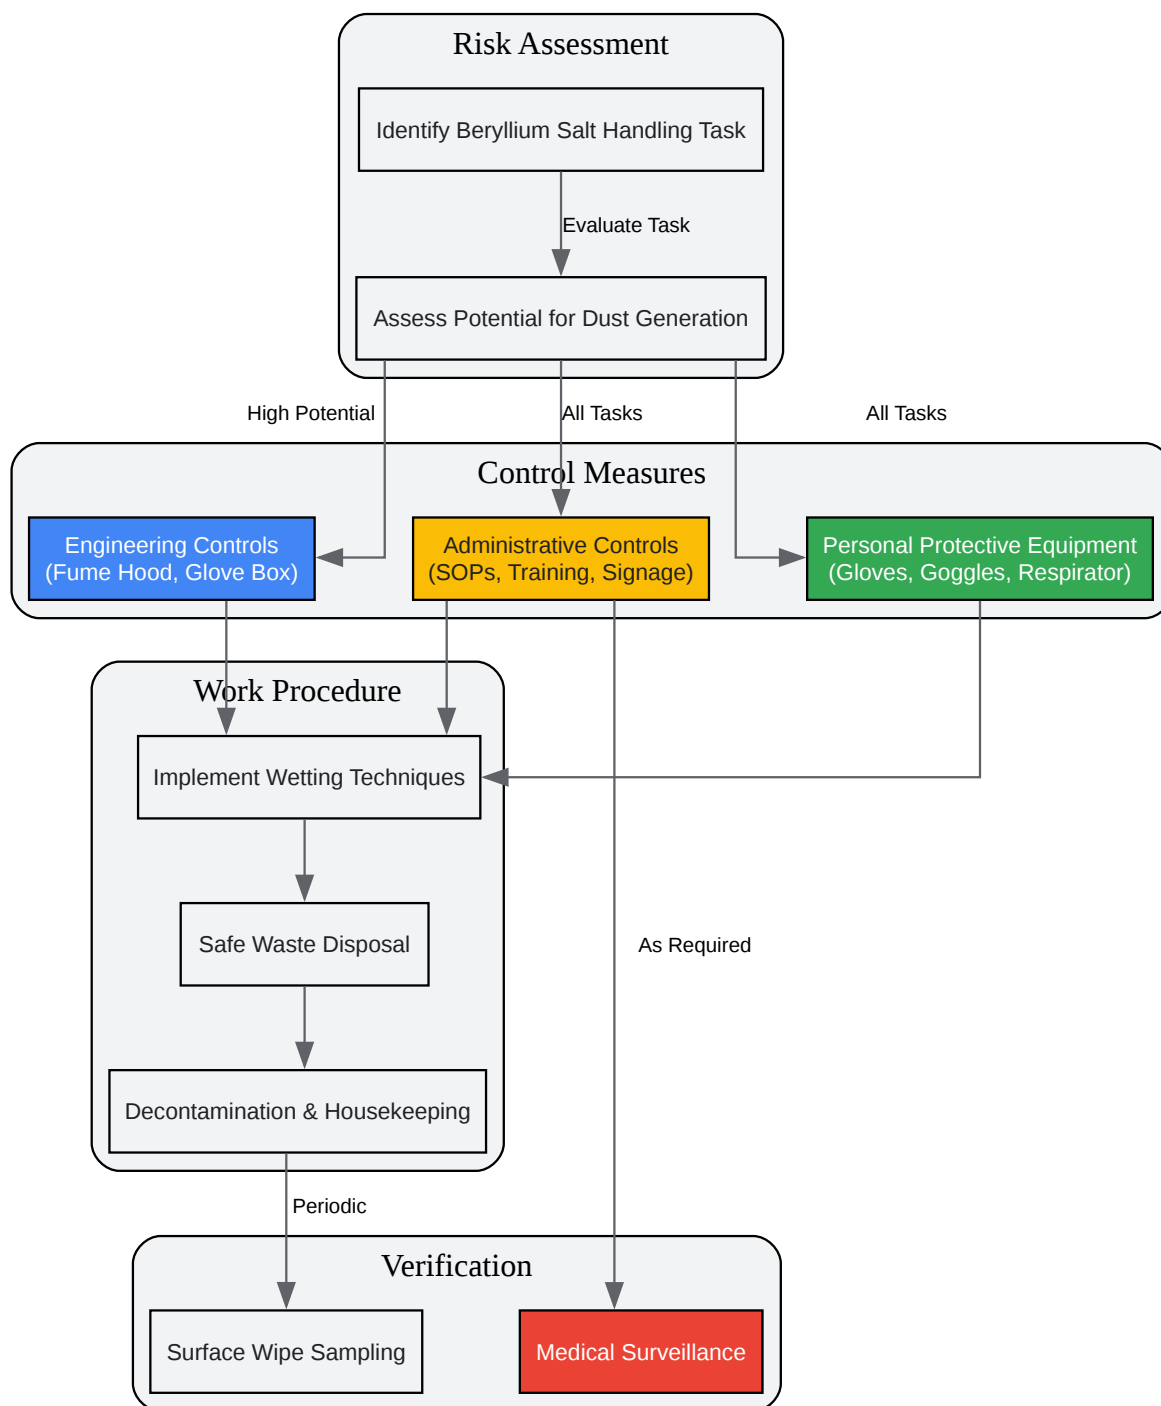 Risk Assessment
Identify Beryllium Salt Handling Task
Evaluate Task
Assess Potential for Dust Generation
High Potential
All Tasks
All Tasks
Control Measures
Engineering Controls
(Fume Hood, Glove Box)
Administrative Controls
(SOPs, Training, Signage)
Personal Protective Equipment
(Gloves, Goggles, Respirator)
Work Procedure
Implement Wetting Techniques
Safe Waste Disposal
As Required
Decontamination & Housekeeping
Periodic
Verification
Surface Wipe Sampling
Medical Surveillance